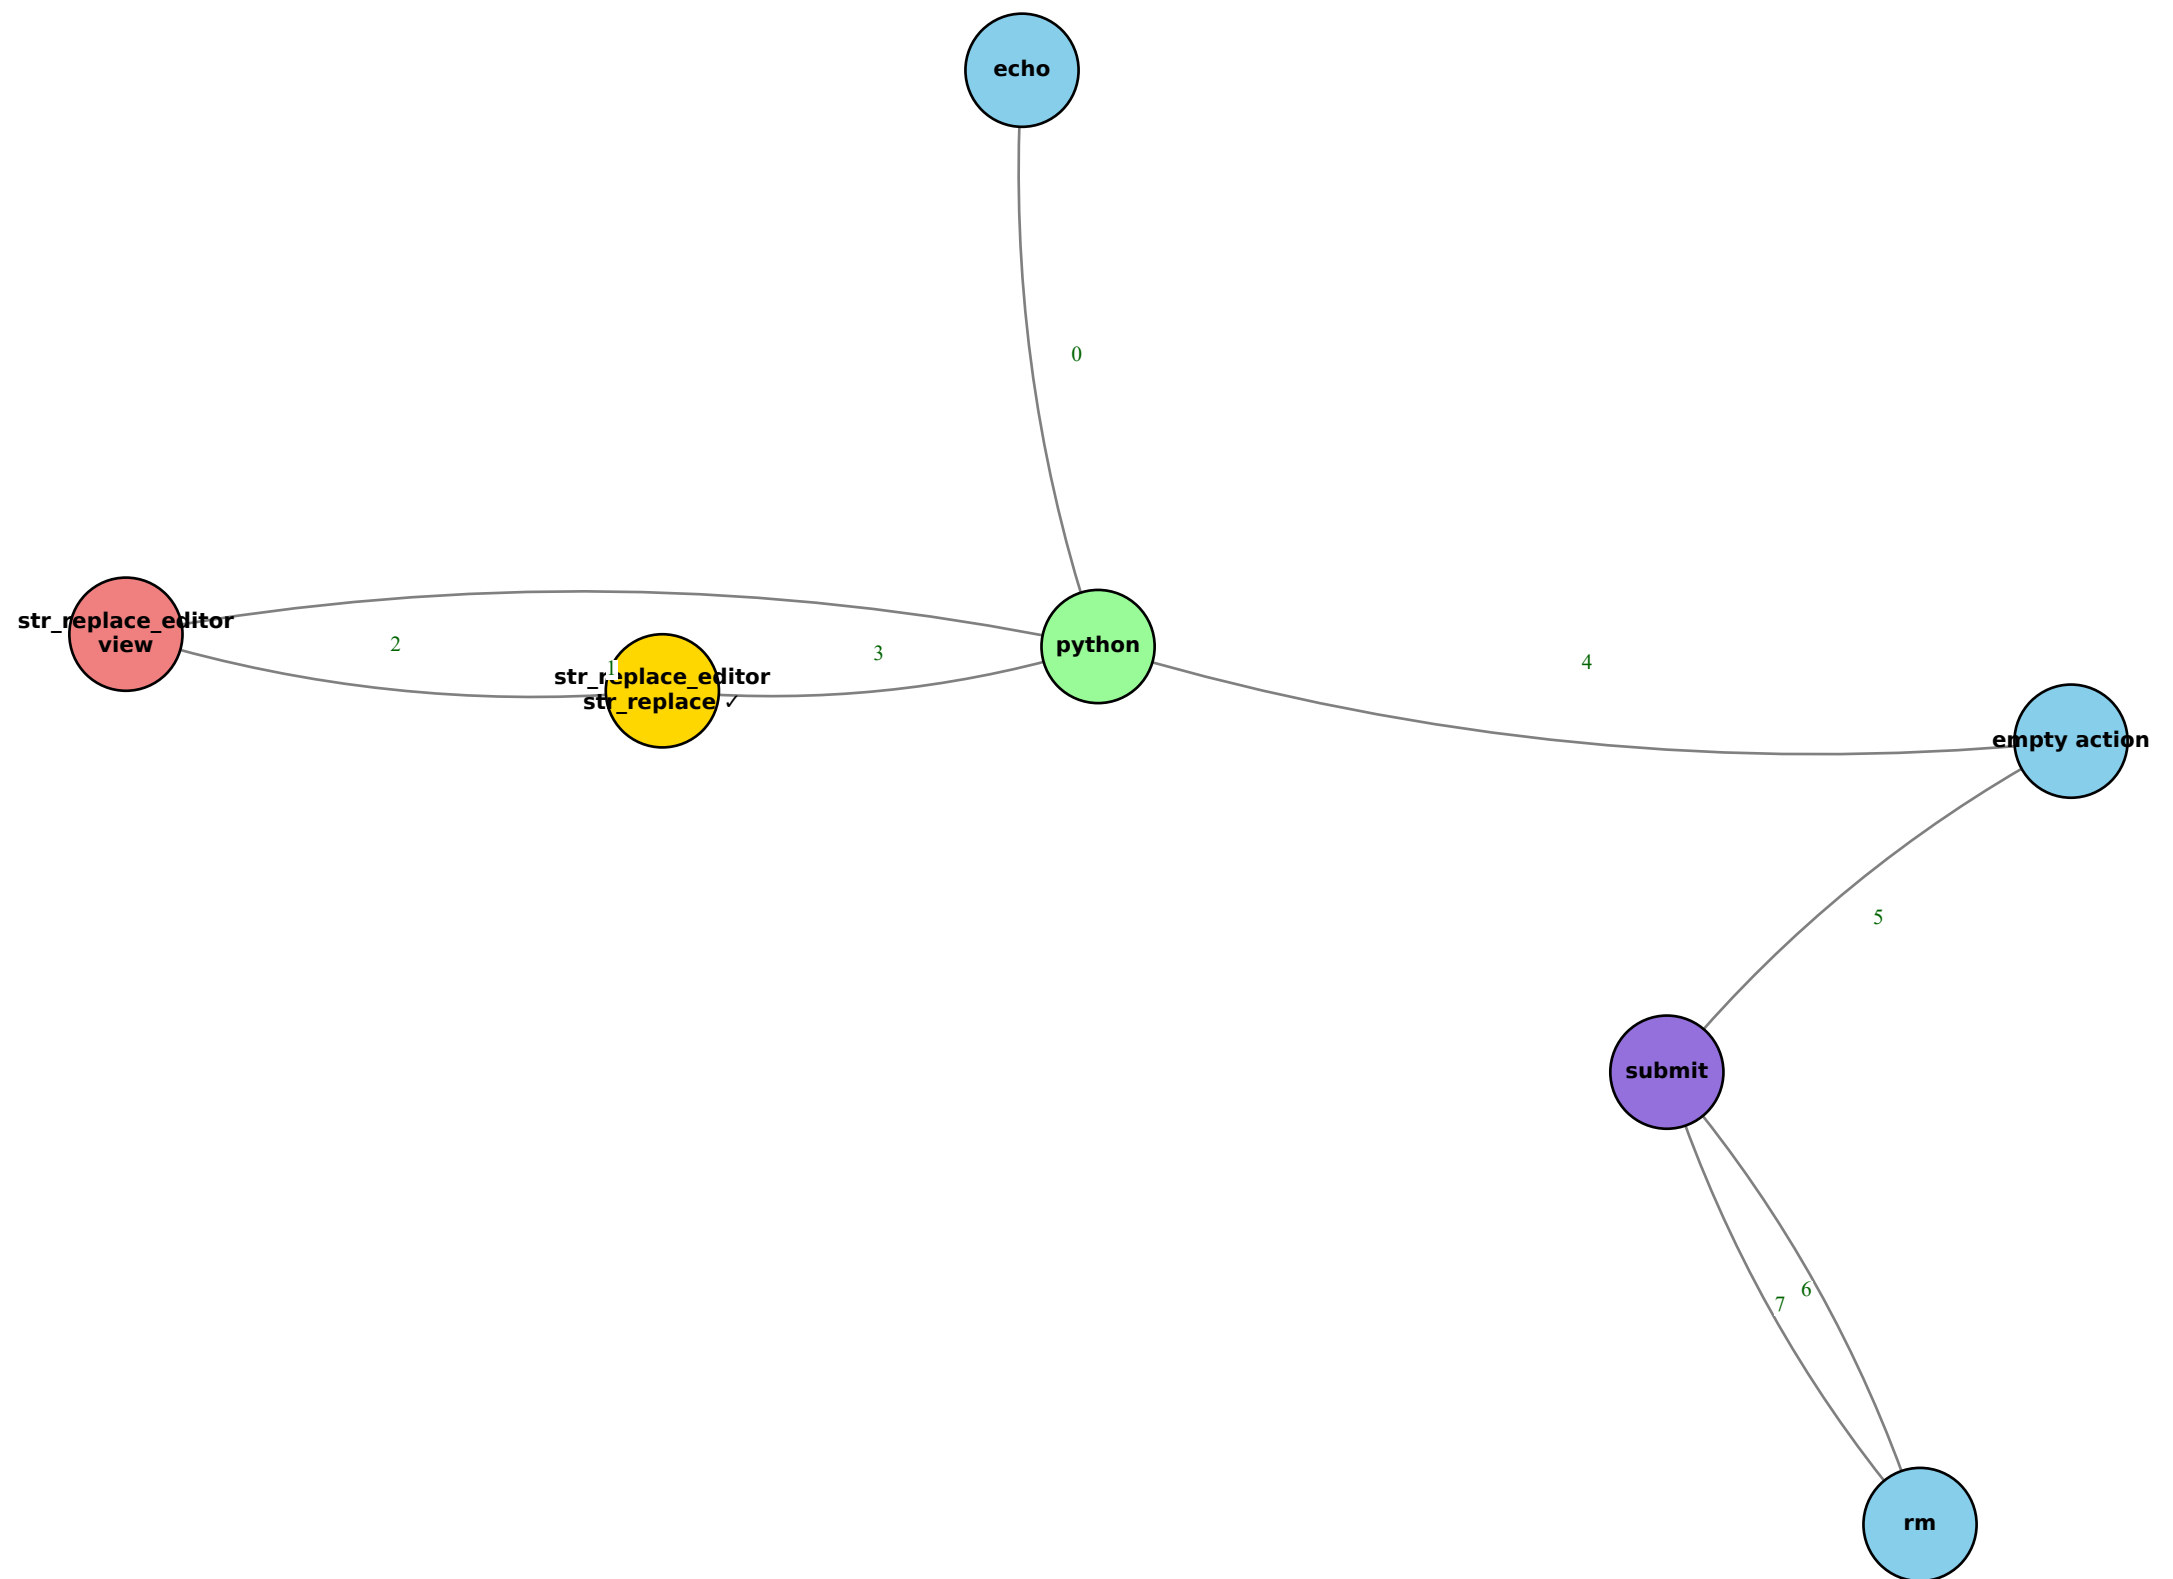 echo
0
str_replace_editor
view
2
1
str_replace_editor
str_replace ✓
3
python
4
empty action
5
submit
6
7
rm